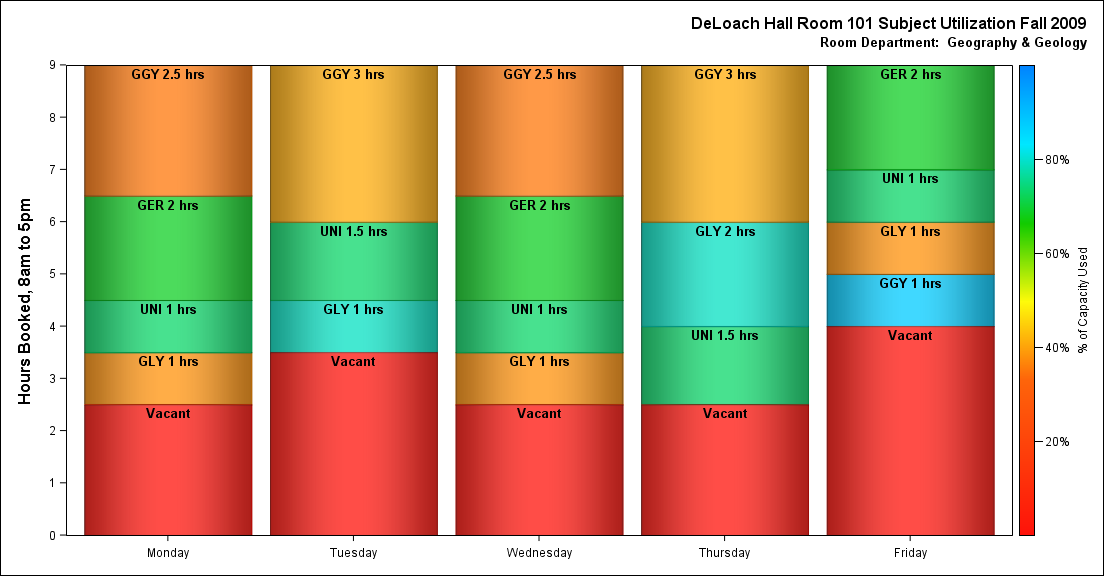 DeLoach Hall Room 101 Subject Utilization Fall 2009
Room Department:  Geography & Geology
Hours Booked, 8am to 5pm
9
8
7
6
5
4
3
2
1
0
GGY 2.5 hrs
GER 2 hrs
UNI 1 hrs
GLY 1 hrs
Vacant
Monday
GGY 3 hrs
UNI 1.5 hrs
GLY 1 hrs
Vacant
Tuesday
GGY 2.5 hrs
GER 2 hrs
UNI 1 hrs
GLY 1 hrs
Vacant
Wednesday
GGY 3 hrs
GLY 2 hrs
UNI 1.5 hrs
Vacant
Thursday
GER 2 hrs
UNI 1 hrs
GLY 1 hrs
GGY 1 hrs
Vacant
Friday
80%
60%
40%
20%
% of Capacity Used